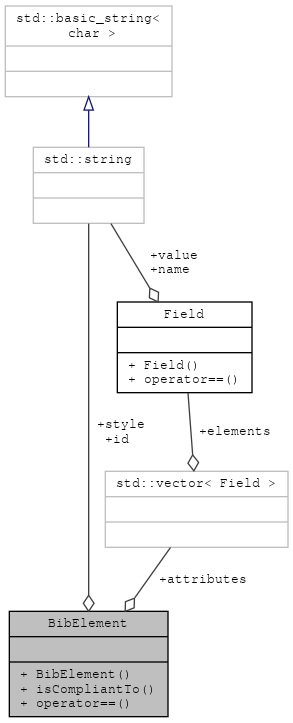 std::basic_string<
char >
std::string
+value
+name
Field
+ Field()
+ operator==()
+style
+id
+elements
std::vector< Field >
+attributes
BibElement
+ BibElement()
+ isCompliantTo()
+ operator==()